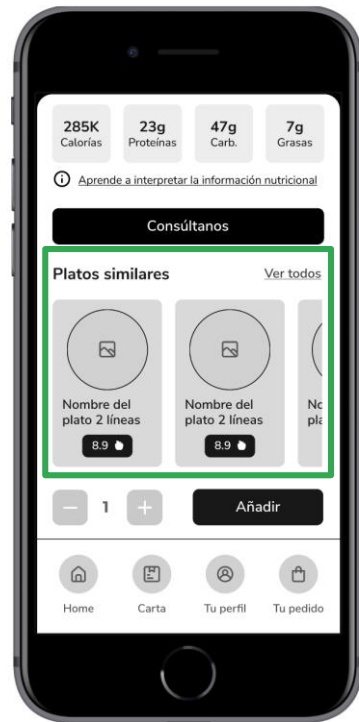 285K 23g 47g 7g
Calorías Proteínas Carb. Grasas
Aprende a interpretar la información nutricional
Consúltanos
Platos similares Ver todos
Nombre del Nombre del
plato 2 líneas plato 2 líneas
8.9 8.9
1 Añadir
Home Carta Tu perfil Tu pedido